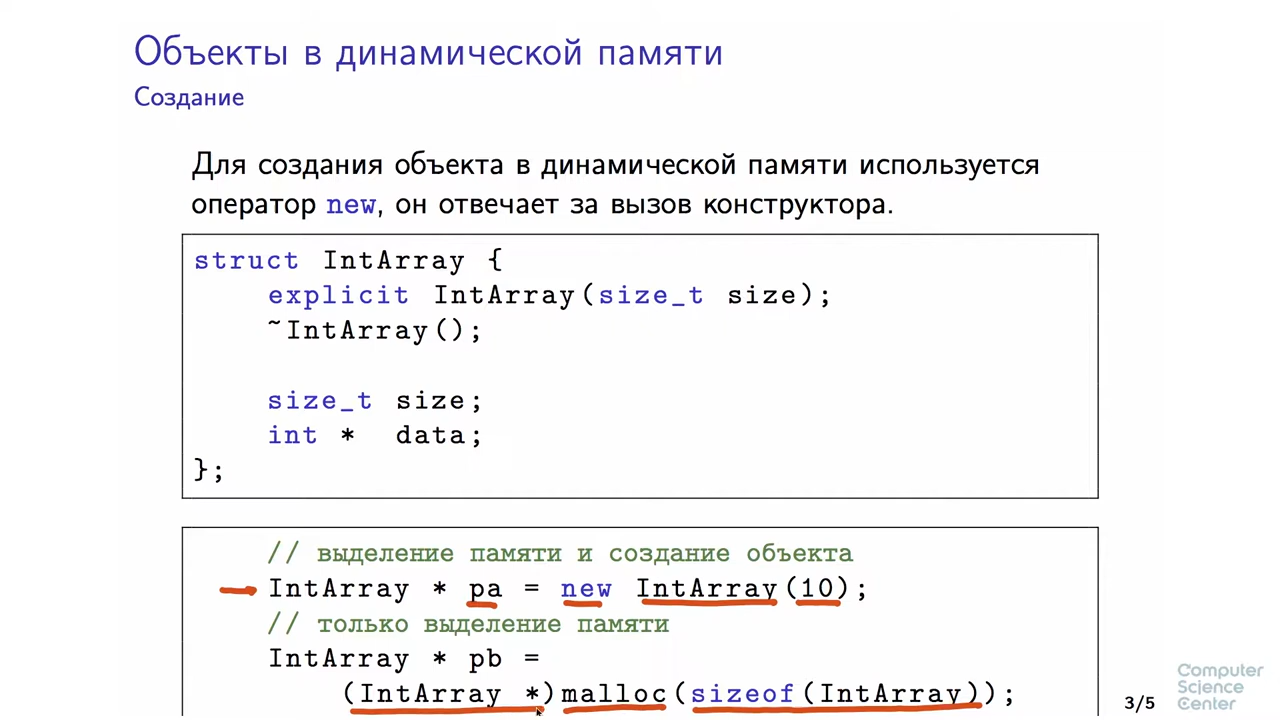 Объекты в динамической памяти
Создание
Для создания объекта в динамической памяти используется
оператор new, он отвечает за вызов конструктора.
struct IntArray {
explicit IntArray(size_t size);
~IntArray();
size_t size;
int * data;
};
// выделение памяти и создание объекта
IntArray * pa = new IntArray(10);
// только выделение памяти
IntArray * pb =
(IntArray *)malloc(sizeof(IntArray));
3/5
Computer
Science
Center